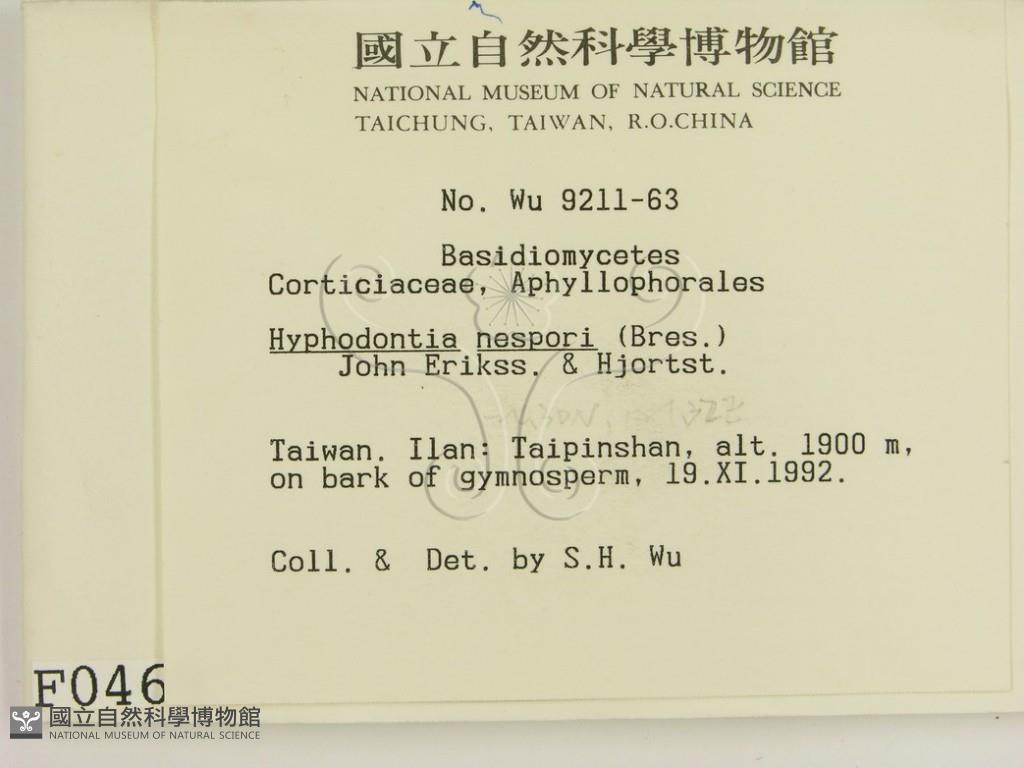 國立自然科學博物館
NATIONAL MUSEUM OF NATURAL SCIENCE
TAICHUNG, TAIWAN, R.O.CHINA
No. Wu 9211-63
Basidiomycetes
Corticiaceae, Aphyllophorales
Hyphodontia nespori (Bres.)
John Erikss. & Hjortst.
Taiwan. Ilan: Taipinshan, alt. 1900 m,
on bark of gymnosperm, 19.XI.1992.
Coll. & Det. by S.H. Wu
F046
國立自然科學博物館
NATIONAL MUSEUM OF NATURAL SCIENCE